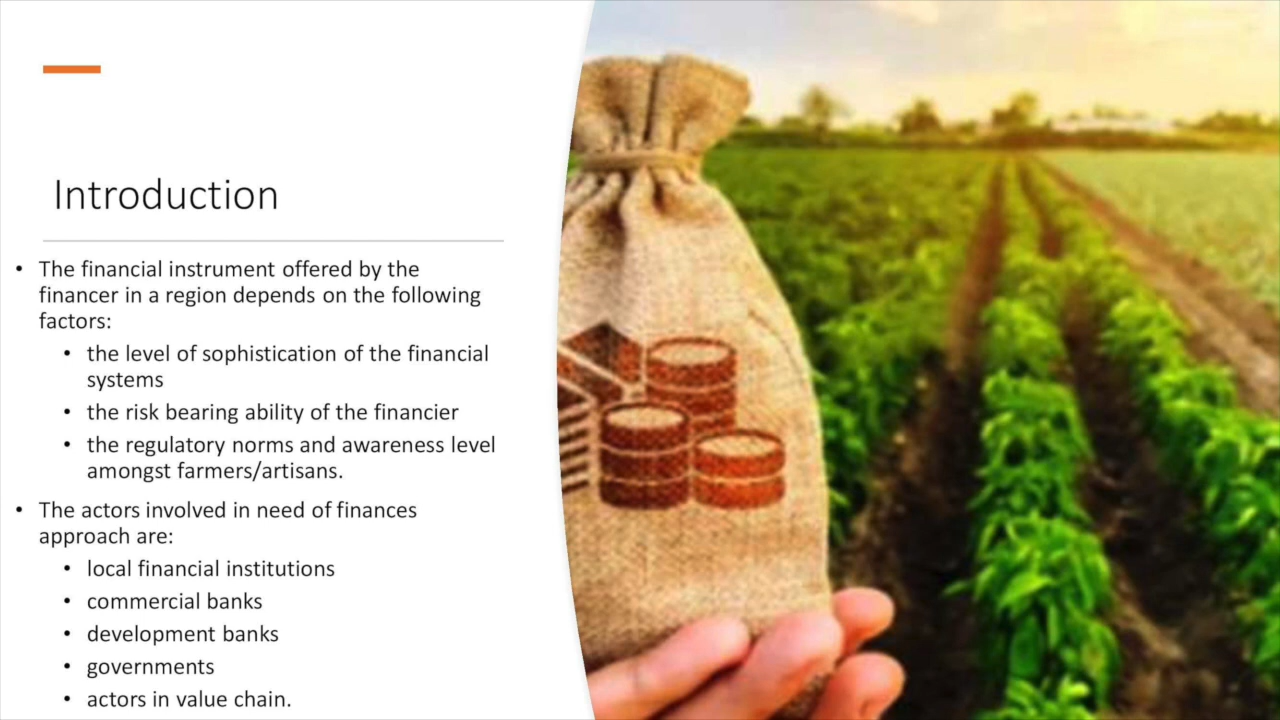 Introduction
• The financial instrument offered by the
financer in a region depends on the following
factors:
• the level of sophistication of the financial
systems
• the risk bearing ability of the financier
• the regulatory norms and awareness level
amongst farmers/artisans.
• The actors involved in need of finances
approach are:
• local financial institutions
• commercial banks
• development banks
• governments
• actors in value chain.